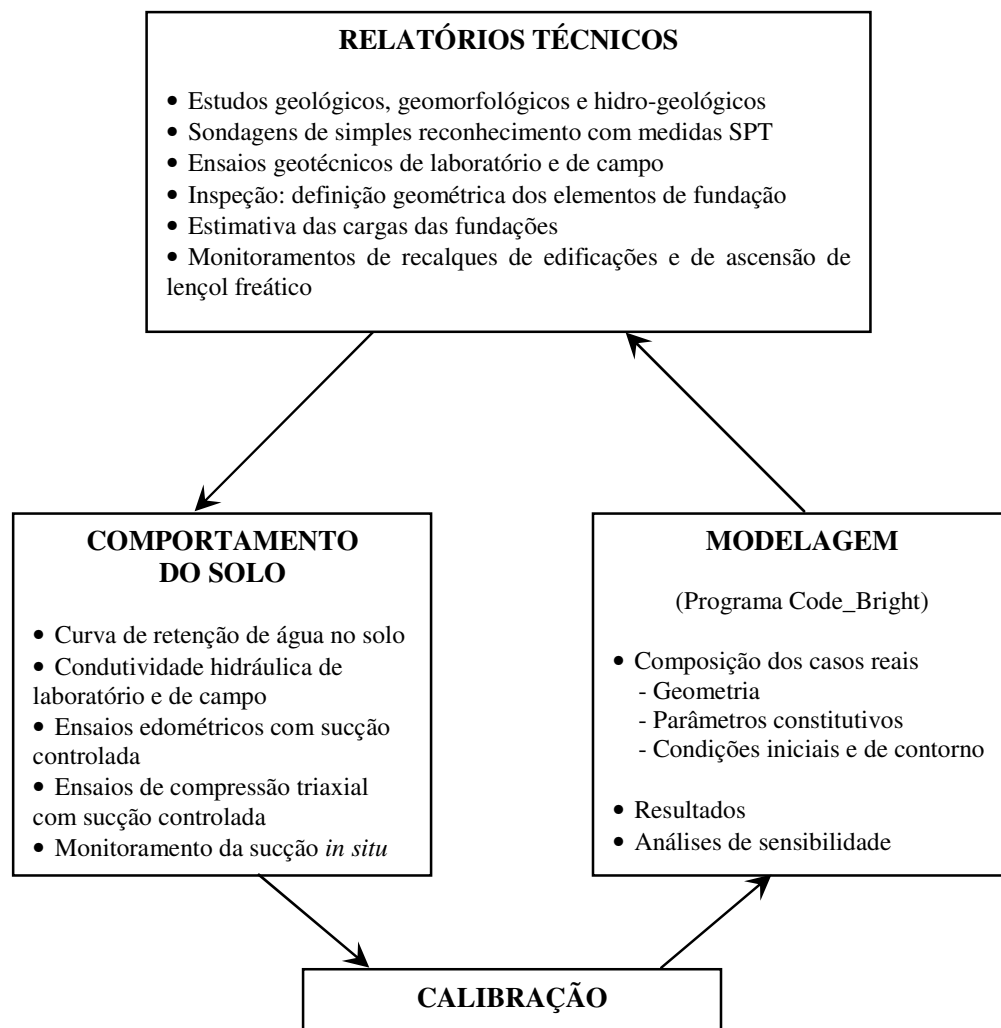 RELATÓRIOS TÉCNICOS
• Estudos geológicos, geomorfológicos e hidro-geológicos
• Sondagens de simples reconhecimento com medidas SPT
• Ensaios geotécnicos de laboratório e de campo
• Inspeção: definição geométrica dos elementos de fundação
• Estimativa das cargas das fundações
• Monitoramentos de recalques de edificações e de ascensão de
lençol freático
COMPORTAMENTO
DO SOLO
• Curva de retenção de água no solo
• Condutividade hidráulica de
laboratório e de campo
• Ensaios edométricos com sucção
controlada
• Ensaios de compressão triaxial
com sucção controlada
• Monitoramento da sucção in situ
MODELAGEM
(Programa Code_Bright)
• Composição dos casos reais
- Geometria
- Parâmetros constitutivos
- Condições iniciais e de contorno
• Resultados
• Análises de sensibilidade
CALIBRAÇÃO